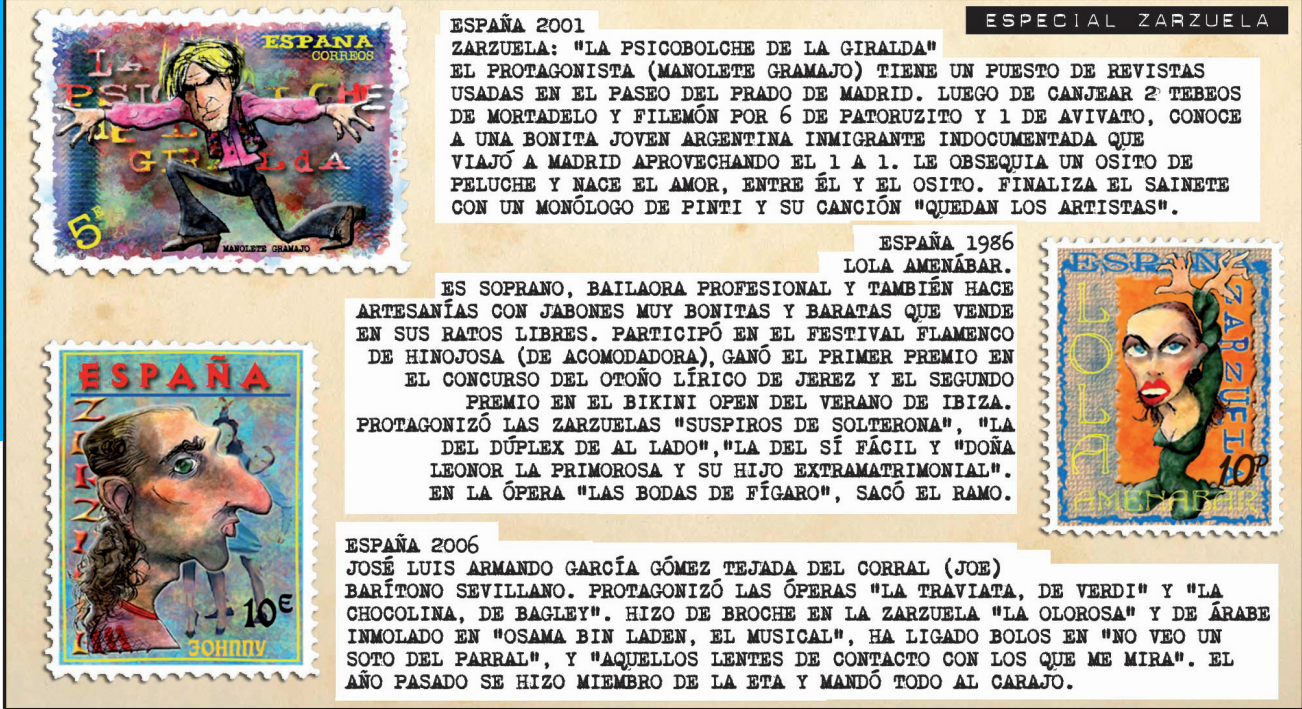 ESPECIAL ZARZUELA
LA
PSICOBOLCHE
DE LA
GIRALdA
ESPAÑA
CORREOS
5€
MANOLETE GRAMAJO
ESPAÑA 2001
ZARZUELA: "LA PSICOBOLCHE DE LA GIRALDA"
EL PROTAGONISTA (MANOLETE GRAMAJO) TIENE UN PUESTO DE REVISTAS
USADAS EN EL PASEO DEL PRADO DE MADRID. LUEGO DE CANJEAR 2 TEBEOS
DE MORTADELO Y FILEMÓN POR 6 DE PATORUZITO Y 1 DE AVIVATO, CONOCE
A UNA BONITA JOVEN ARGENTINA INMIGRANTE INDOCUMENTADA QUE
VIAJÓ A MADRID APROVECHANDO EL 1 A 1. LE OBSEQUIA UN OSITO DE
PELUCHE Y NACE EL AMOR, ENTRE ÉL Y EL OSITO. FINALIZA EL SAINETE
CON UN MONÓLOGO DE PINTI Y SU CANCIÓN "QUEDAN LOS ARTISTAS".
ESPAÑA 1986
LOLA AMENÁBAR.
ES SOPRANO, BAILAORA PROFESIONAL Y TAMBIÉN HACE
ARTESANÍAS CON JABONES MUY BONITAS Y BARATAS QUE VENDE
EN SUS RATOS LIBRES. PARTICIPÓ EN EL FESTIVAL FLAMENCO
DE HINOJOSA (DE ACOMODADORA), GANÓ EL PRIMER PREMIO EN
EL CONCURSO DEL OTOÑO LÍRICO DE JEREZ Y EL SEGUNDO
PREMIO EN EL BIKINI OPEN DEL VERANO DE IBIZA.
PROTAGONIZÓ LAS ZARZUELAS "SUSPIROS DE SOLTERONA", "LA
DEL DÚPLEX DE AL LADO","LA DEL SÍ FÁCIL Y "DOÑA
LEONOR LA PRIMOROSA Y SU HIJO EXTRAMATRIMONIAL".
EN LA ÓPERA "LAS BODAS DE FÍGARO", SACÓ EL RAMO.
ESPAÑA
ZARZUEL
LOLA
10P
AMENABAR
ESPAÑA
10€
JOHNNY
ESPAÑA 2006
JOSÉ LUIS ARMANDO GARCÍA GÓMEZ TEJADA DEL CORRAL (JOE)
BARÍTONO SEVILLANO. PROTAGONIZÓ LAS ÓPERAS "LA TRAVIATA, DE VERDI" Y "LA
CHOCOLINA, DE BAGLEY". HIZO DE BROCHE EN LA ZARZUELA "LA OLOROSA" Y DE ÁRABE
INMOLADO EN "OSAMA BIN LADEN, EL MUSICAL", HA LIGADO BOLOS EN "NO VEO UN
SOTO DEL PARRAL", Y "AQUELLOS LENTES DE CONTACTO CON LOS QUE ME MIRA". EL
AÑO PASADO SE HIZO MIEMBRO DE LA ETA Y MANDÓ TODO AL CARAJO.